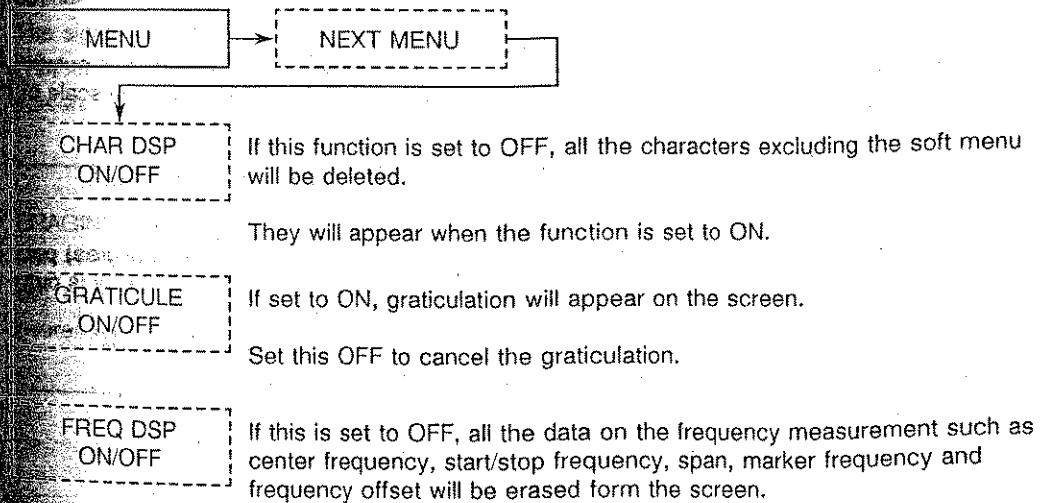 MENU
NEXT MENU
CHAR DSP
ON/OFF
If this function is set to OFF, all the characters excluding the soft menu
will be deleted.
They will appear when the function is set to ON.
GRATICULE
ON/OFF
If set to ON, graticulation will appear on the screen.
Set this OFF to cancel the graticulation.
FREQ DSP
ON/OFF
If this is set to OFF, all the data on the frequency measurement such as
center frequency, start/stop frequency, span, marker frequency and
frequency offset will be erased form the screen.